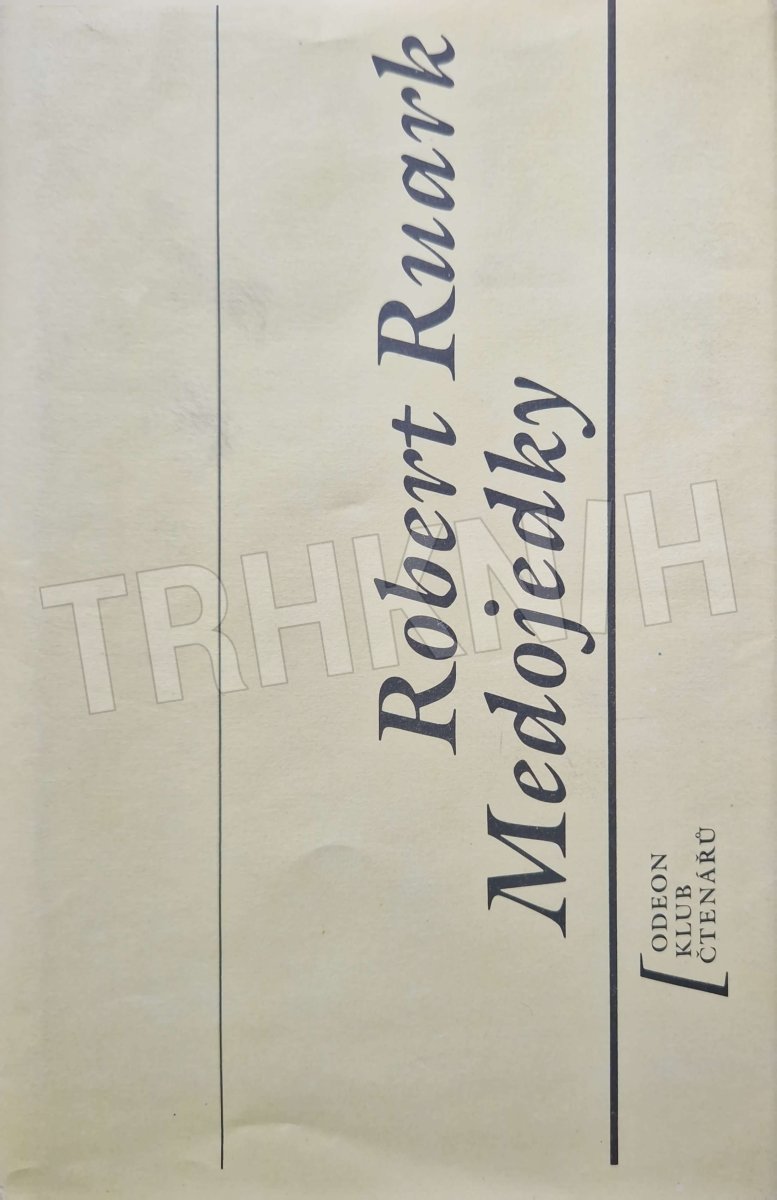 Robert Ruark
Medojedky
ODEON
KLUB
ČTENÁŘŮ
TRHKNIH